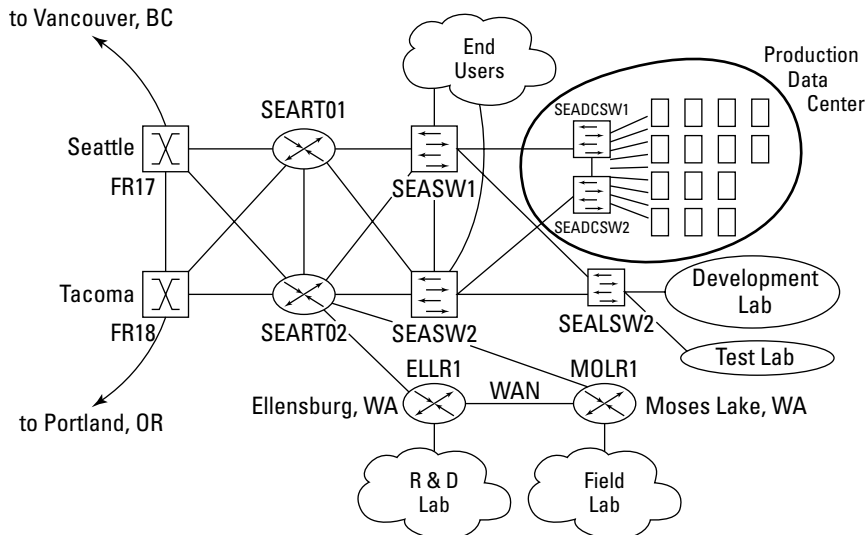 to Vancouver, BC
End
Users
Production
Data
Center
SEART01
SEADCSW1
Seattle
FR17
SEASW1
SEADCSW2
Tacoma
FR18
SEART02
SEASW2
SEALSW2
Development
Lab
Test Lab
ELLR1
MOLR1
WAN
Ellensburg, WA
Moses Lake, WA
to Portland, OR
R & D
Lab
Field
Lab